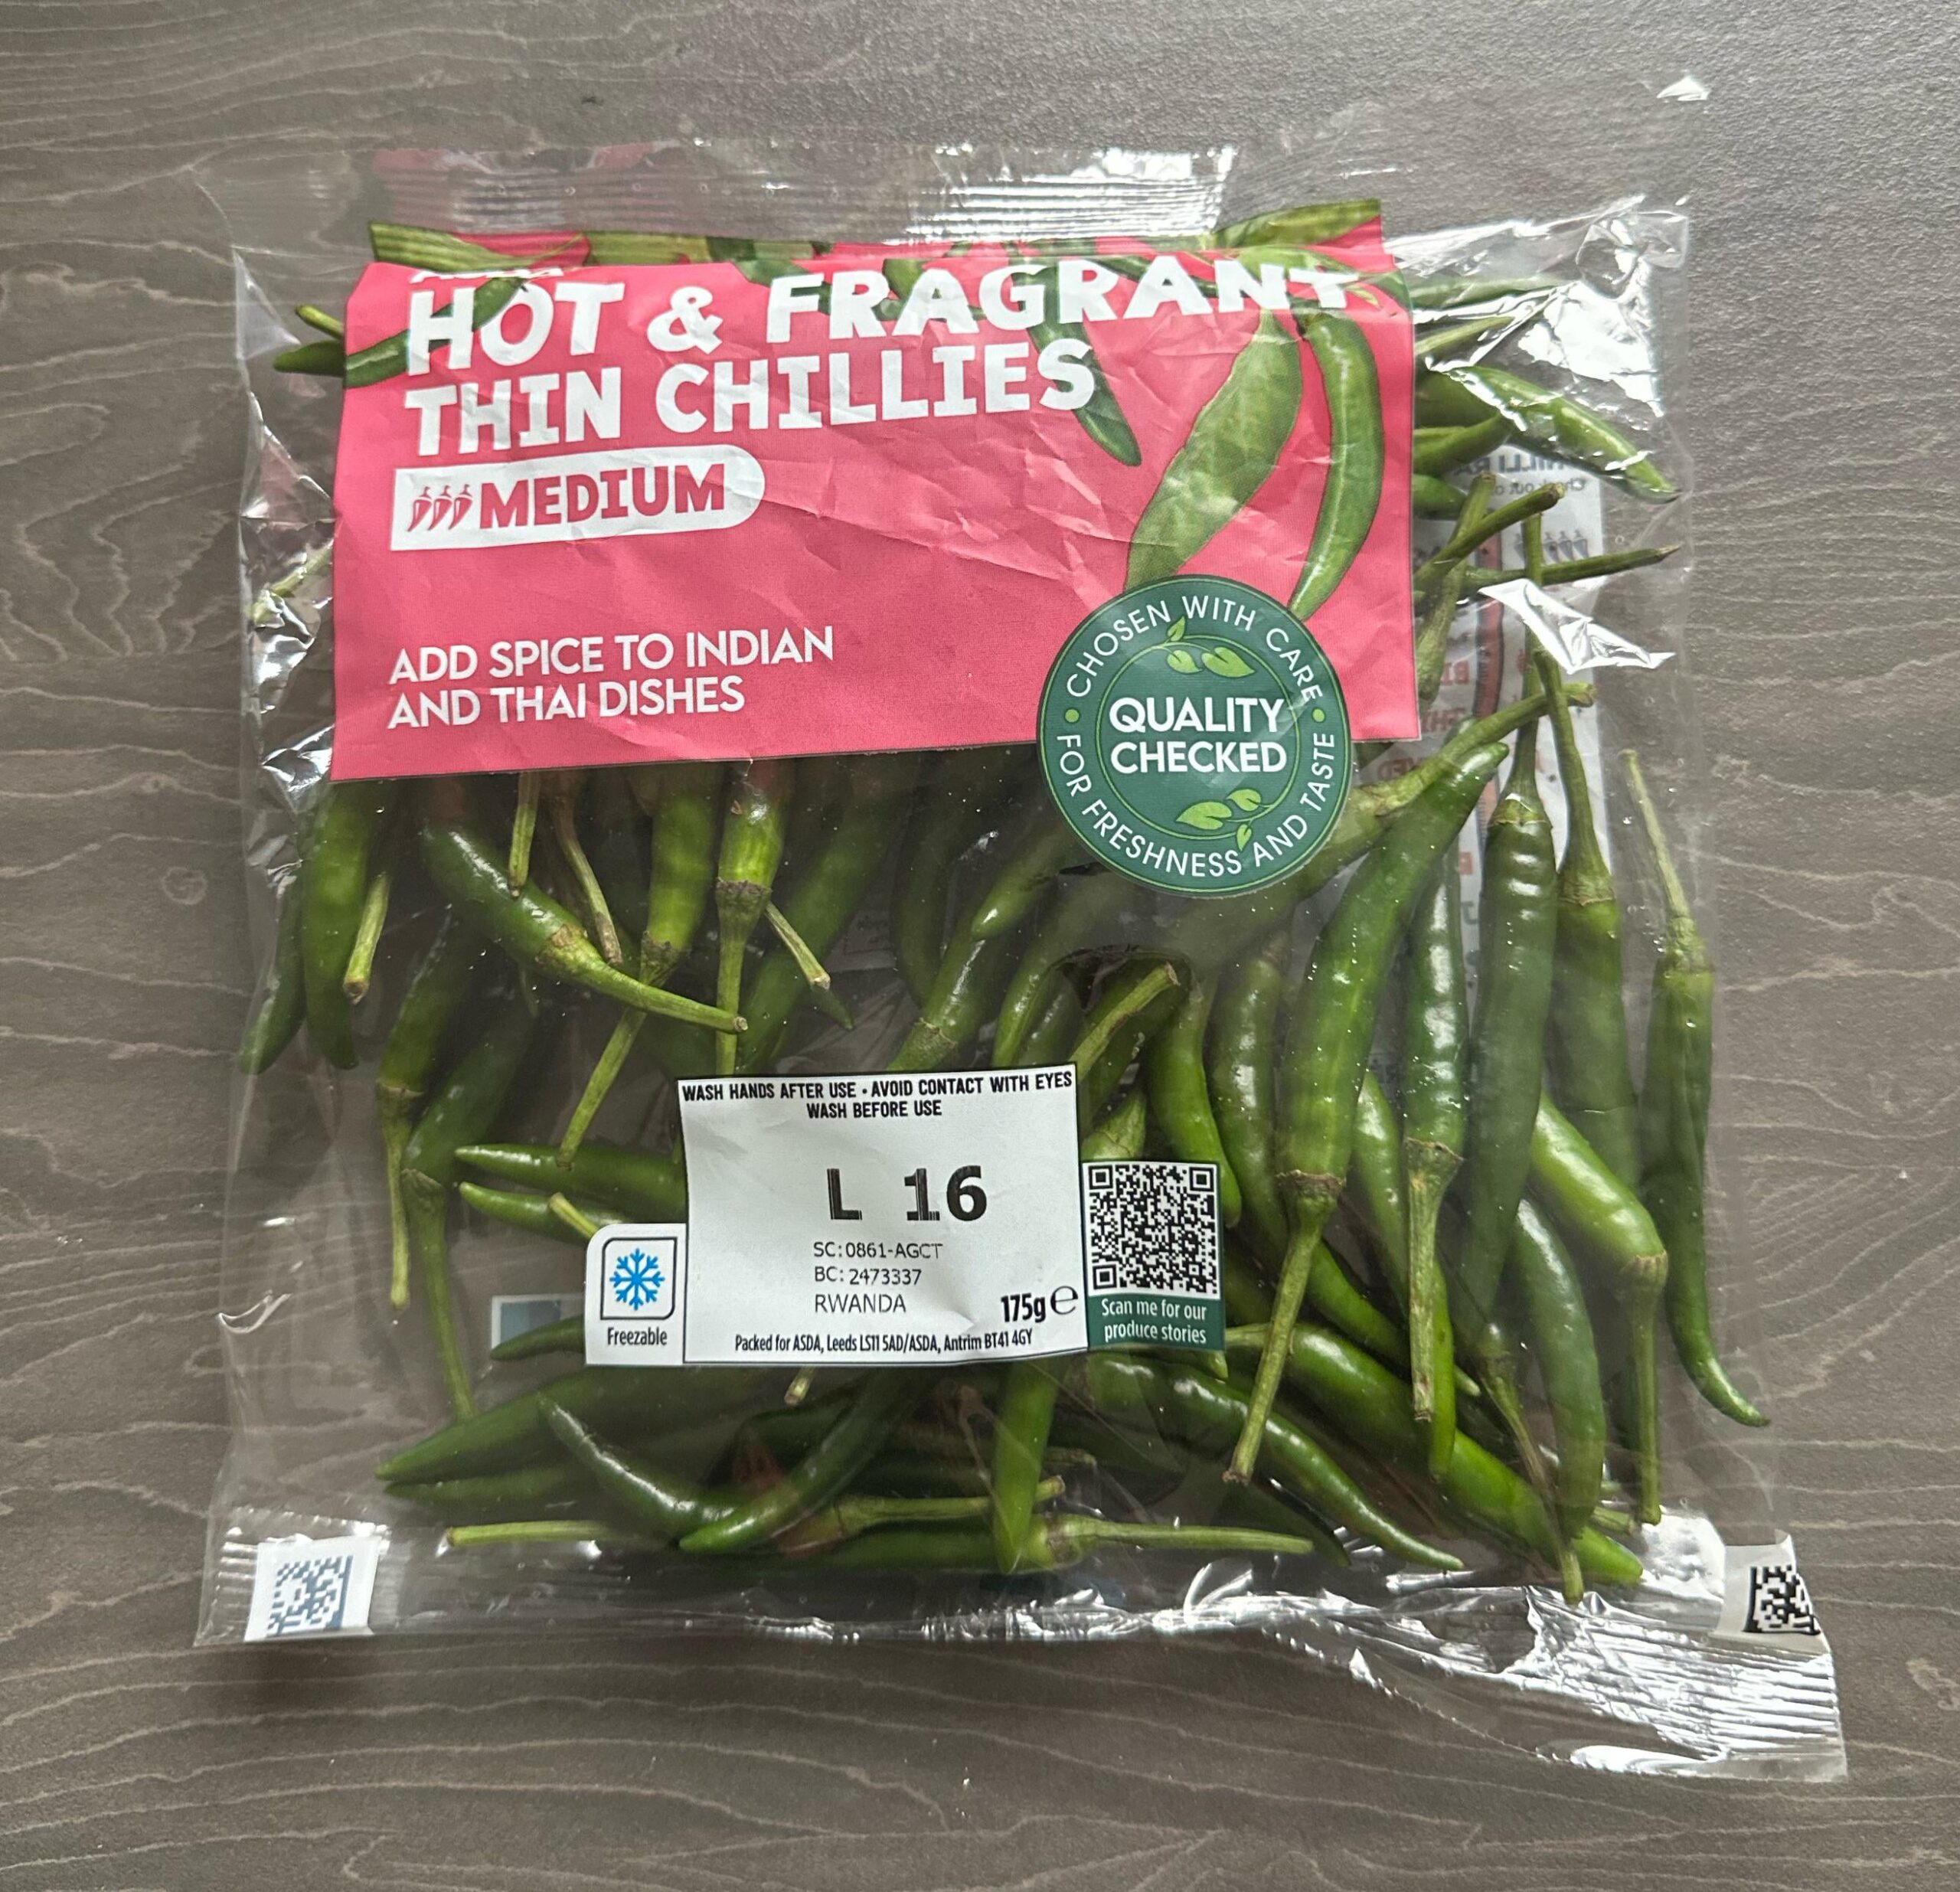 HOT & FRAGRANT
THIN CHILLIES
MEDIUM
ADD SPICE TO INDIAN
AND THAI DISHES
CHOSEN WITH CARE
QUALITY
CHECKED
FOR FRESHNESS AND TASTE
WASH HANDS AFTER USE • AVOID CONTACT WITH EYES
WASH BEFORE USE
L 16
SC: 0861-AGCT
BC: 2473337
RWANDA
175g e
Packed for ASDA, Leeds LS11 5AD/ASDA, Antrim BT41 4GY
Freezable
Scan me for our
produce stories